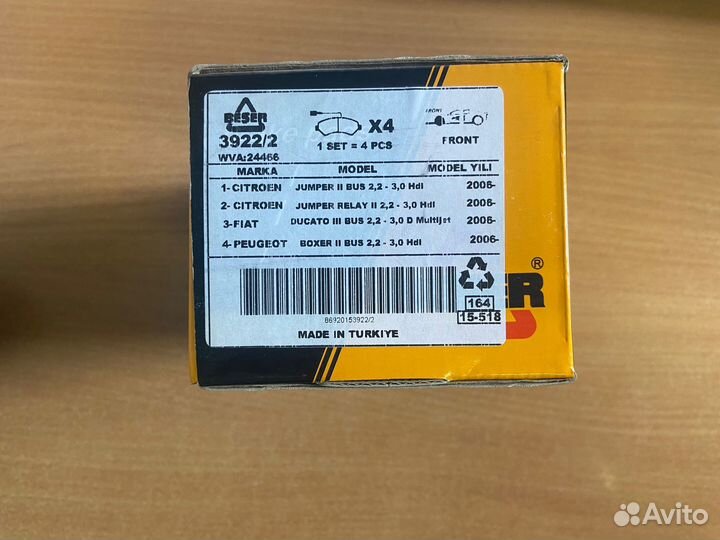 BESER
3922/2
WVA:24466
X4
1 SET = 4 PCS
FRONT
FRONT
MARKA MODEL MODEL YILI
1- CITROEN JUMPER II BUS 2,2 - 3,0 Hdi 2006-
2- CITROEN JUMPER RELAY II 2,2 - 3,0 Hdi 2006-
3-FIAT DUCATO III BUS 2,2 - 3,0 D Multijet 2006-
4- PEUGEOT BOXER II BUS 2,2 - 3,0 Hdi 2006-
86920153922/2
MADE IN TURKIYE
164
15-518
®
Avito